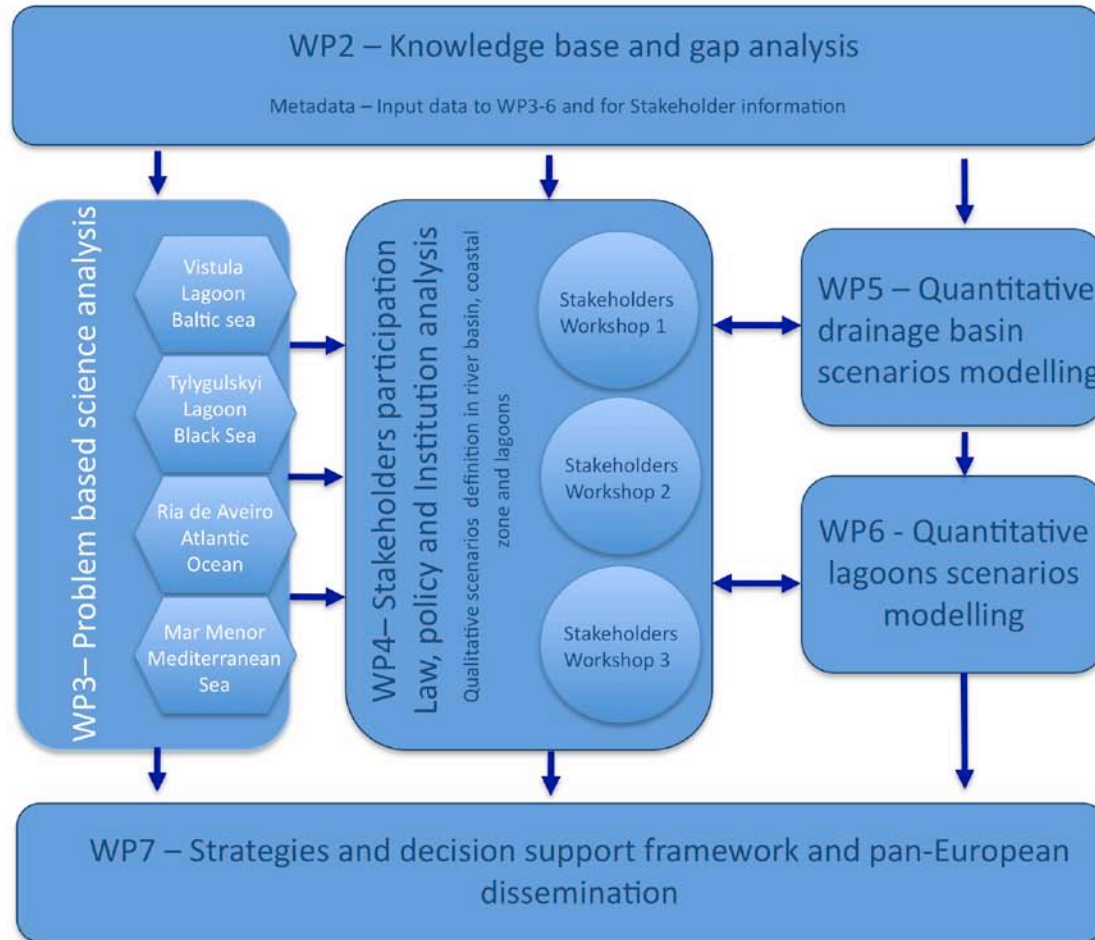 WP2 – Knowledge base and gap analysis
Metadada – Input data to WP3-6 and for Stakeholder information
WP3– Problem based science analysis
Vistula
Lagoon
Baltic sea
Tylygulskyi
Lagoon
Black Sea
Ria de Aveiro
Atlantic
Ocean
Mar Menor
Mediterranean
Sea
WP4– Stakeholders participation
Law, policy and Institution analysis
Qualitative scenarios definition in river basin, coastal
zone and lagoons
Stakeholders
Workshop 1
Stakeholders
Workshop 2
Stakeholders
Workshop 3
WP5 – Quantitative
drainage basin
scenarios modelling
WP6 - Quantitative
lagoons scenarios
modelling
WP7 – Strategies and decision support framework and pan-European
dissemination